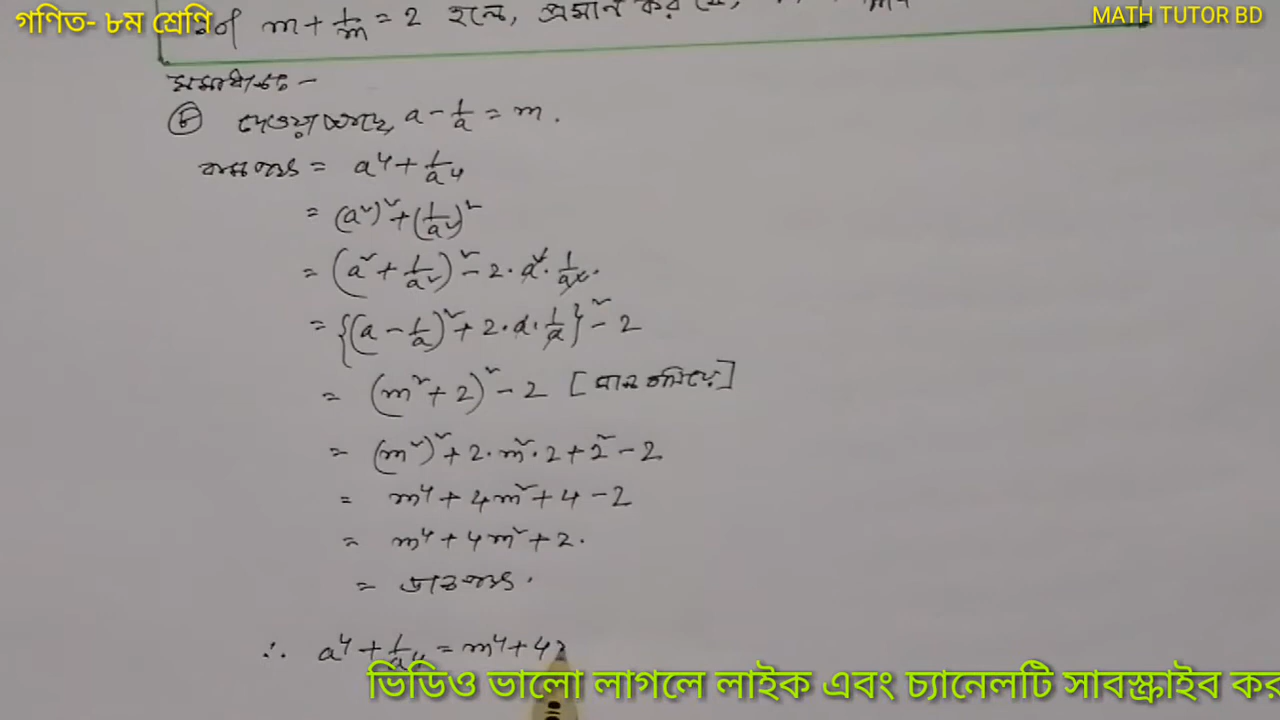 গণিত- ৮ম শ্রেণি
MATH TUTOR BD
m + 1/m = 2 হলে, প্রমাণ কর যে,
সমাধানঃ-
৮ দেওয়া আছে, a - 1/a = m.
বামপক্ষ = a⁴ + 1/a⁴
= (a²)² + (1/a²)²
= (a² + 1/a²)² - 2·a²·1/a².
= {(a - 1/a)² + 2·a·1/a}² - 2
= (m² + 2)² - 2 [মান বসিয়ে]
= (m²)² + 2·m²·2 + 2² - 2
= m⁴ + 4m² + 4 - 2
= m⁴ + 4m² + 2.
= ডানপক্ষ.
∴ a⁴ + 1/a⁴ = m⁴ + 4
ভিডিও ভালো লাগলে লাইক এবং চ্যানেলটি সাবস্ক্রাইব কর